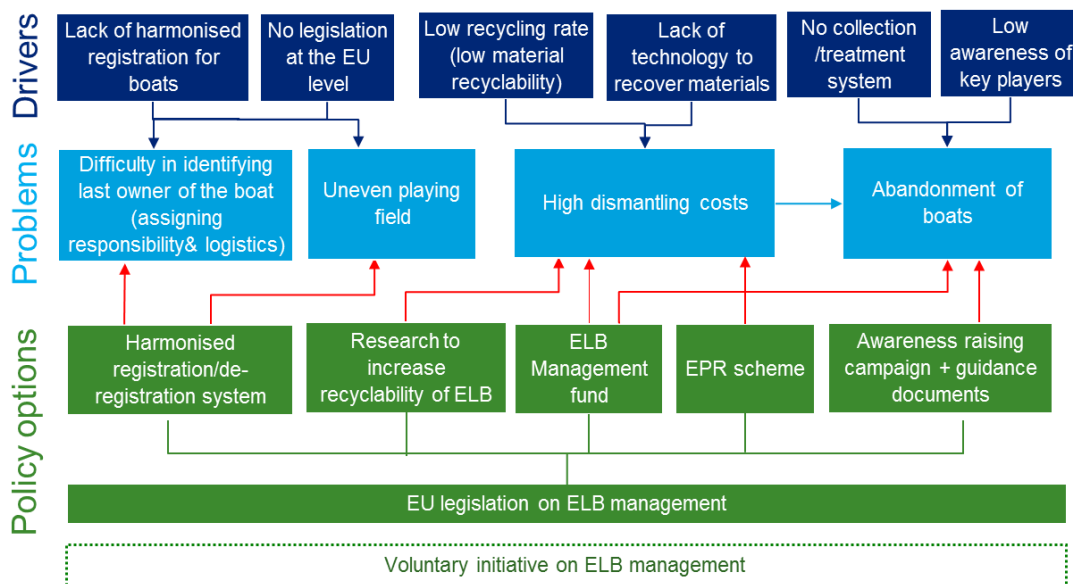 Drivers
Lack of harmonised
registration for
boats
No legislation
at the EU
level
Low recycling rate
(low material
recyclability)
Lack of
technology to
recover materials
No collection
/treatment
system
Low
awareness of
key players
Problems
Difficulty in identifying
last owner of the boat
(assigning
responsibility& logistics)
Uneven playing
field
High dismantling costs
Abandonment of
boats
Policy options
Harmonised
registration/de-
registration system
Research to
increase
recyclability of ELB
ELB
Management
fund
EPR scheme
Awareness raising
campaign + guidance
documents
EU legislation on ELB management
Voluntary initiative on ELB management